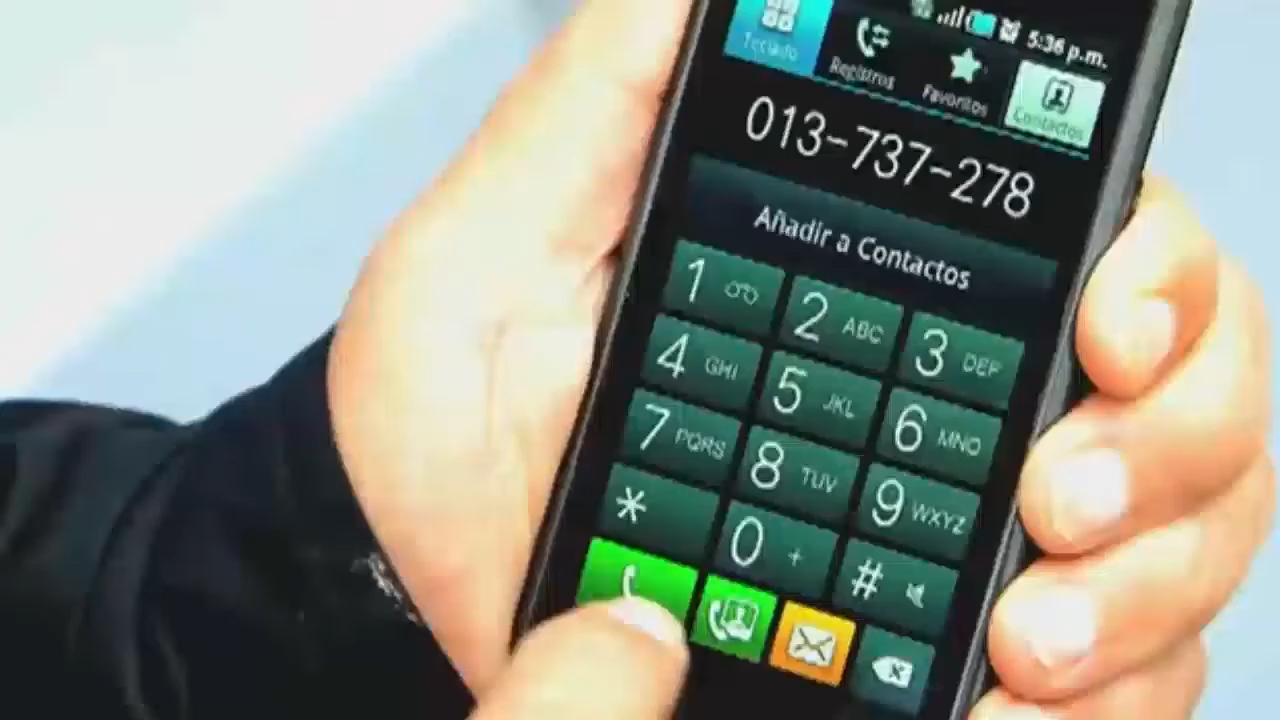 5:36 p.m.
Teclado Registros Favoritos Contactos
013-737-278
Añadir a Contactos
1 2 ABC 3 DEF
4 GHI 5 JKL 6 MNO
7 PQRS 8 TUV 9 WXYZ
* 0 + #